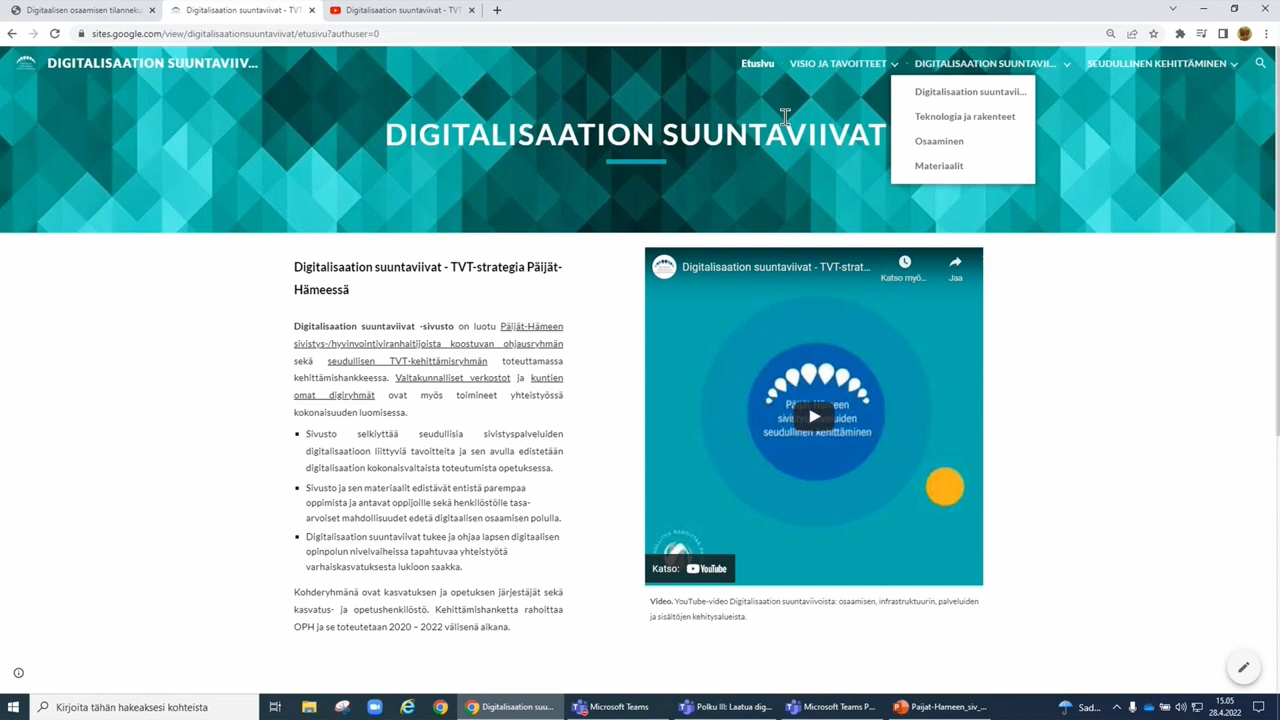 Digitaalisen osaamisen tilanneku
Digitalisaation suuntaviivat - TVT-
Digitalisaation suuntaviivat - TVT-
sites.google.com/view/digitalisaationsuuntaviivat/etusivu?authuser=0
DIGITALISAATION SUUNTAVIIV...
Etusivu
VISIO JA TAVOITTEET
DIGITALISAATION SUUNTAVII...
SEUDULLINEN KEHITTÄMINEN
Digitalisaation suuntavii...
Teknologia ja rakenteet
Osaaminen
Materiaalit
DIGITALISAATION SUUNTAVIIVAT
Digitalisaation suuntaviivat - TVT-strategia Päijät-
Hämeessä
Digitalisaation suuntaviivat -sivusto on luotu Päijät-Hämeen
sivistys-/hyvinvointiviranhaltijoista koostuvan ohjausryhmän
sekä seudullisen TVT-kehittämisryhmän toteuttamassa
kehittämishankkeessa. Valtakunnalliset verkostot ja kuntien
omat digiryhmät ovat myös toimineet yhteistyössä
kokonaisuuden luomisessa.
Sivusto selkiyttää seudullisia sivistyspalveluiden
digitalisaatioon liittyviä tavoitteita ja sen avulla edistetään
digitalisaation kokonaisvaltaista toteutumista opetuksessa.
Sivusto ja sen materiaalit edistävät entistä parempaa
oppimista ja antavat oppijoille sekä henkilöstölle tasa-
arvoiset mahdollisuudet edetä digitaalisen osaamisen polulla.
Digitalisaation suuntaviivat tukee ja ohjaa lapsen digitaalisen
opinpolun nivelvaiheissa tapahtuvaa yhteistyötä
varhaiskasvatuksesta lukioon saakka.
Kohderyhmänä ovat kasvatuksen ja opetuksen järjestäjät sekä
kasvatus- ja opetushenkilöstö. Kehittämishanketta rahoittaa
OPH ja se toteutetaan 2020 – 2022 välisenä aikana.
Digitalisaation suuntaviivat - TVT-strat...
Katso myö...
Jaa
Päijät-Hämeen
sivistyspalveluiden
seudullinen kehittäminen
Katso: YouTube
Video. YouTube-video Digitalisaation suuntaviivoista: osaamisen, infrastruktuurin, palveluiden
ja sisältöjen kehitysalueista.
Kirjoita tähän hakeaksesi kohteista
Digitalisaation suu...
Microsoft Teams
Polku III: Laatua dig...
Microsoft Teams P...
Paijat-Hameen_siv_...
Sad...
15.05
28.4.2022